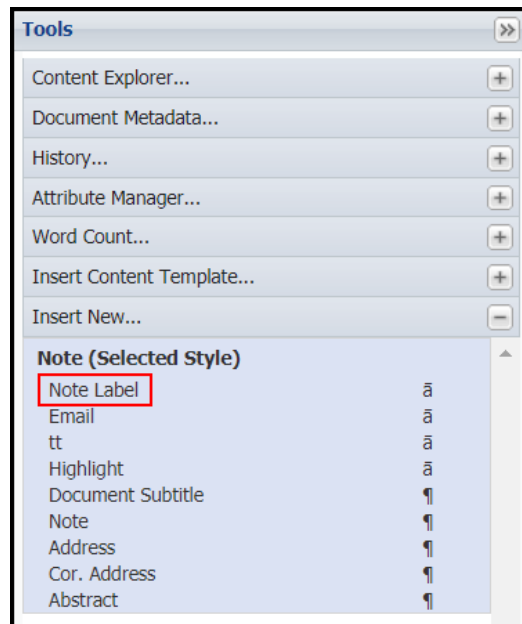 Tools
Content Explorer...
Document Metadata...
History...
Attribute Manager...
Word Count...
Insert Content Template...
Insert New...
Note (Selected Style)
Note Label ā
Email ā
tt ā
Highlight ā
Document Subtitle ¶
Note ¶
Address ¶
Cor. Address ¶
Abstract ¶